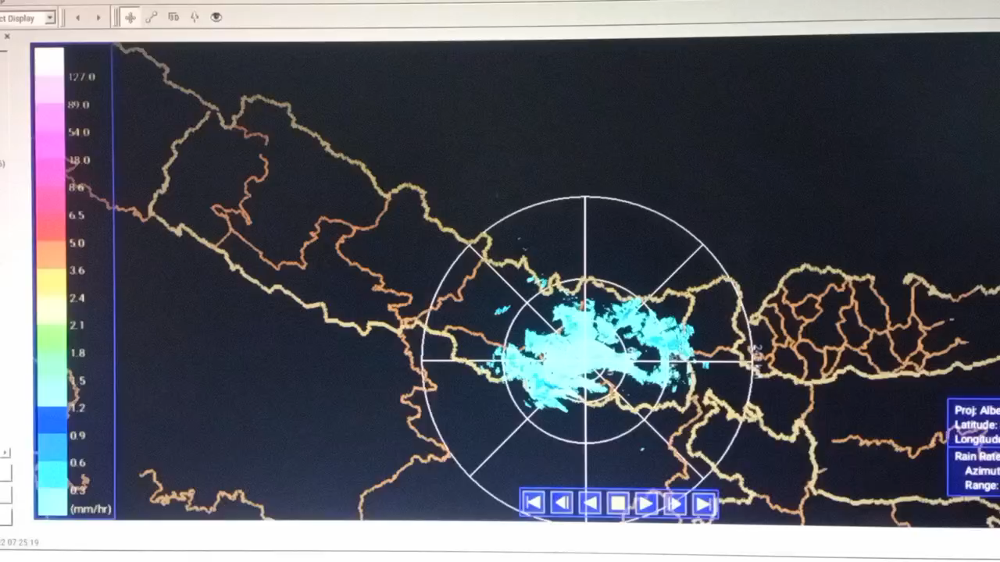 ct Display
127.0
89.0
54.0
18.0
8.6
6.5
5.0
3.6
2.4
2.1
1.8
1.5
1.2
0.9
0.6
0.3
(mm/hr)
Proj: Albe
Latitude:
Longitude
Rain Rate
Azimut
Range:
22 07:25:19